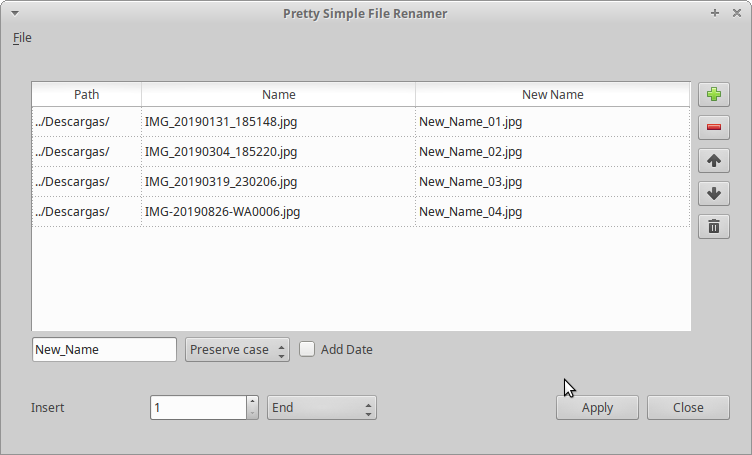 Pretty Simple File Renamer
File
Path Name New Name
../Descargas/ IMG_20190131_185148.jpg New_Name_01.jpg
../Descargas/ IMG_20190304_185220.jpg New_Name_02.jpg
../Descargas/ IMG_20190319_230206.jpg New_Name_03.jpg
../Descargas/ IMG-20190826-WA0006.jpg New_Name_04.jpg
New_Name Preserve case Add Date
Insert 1 End Apply Close